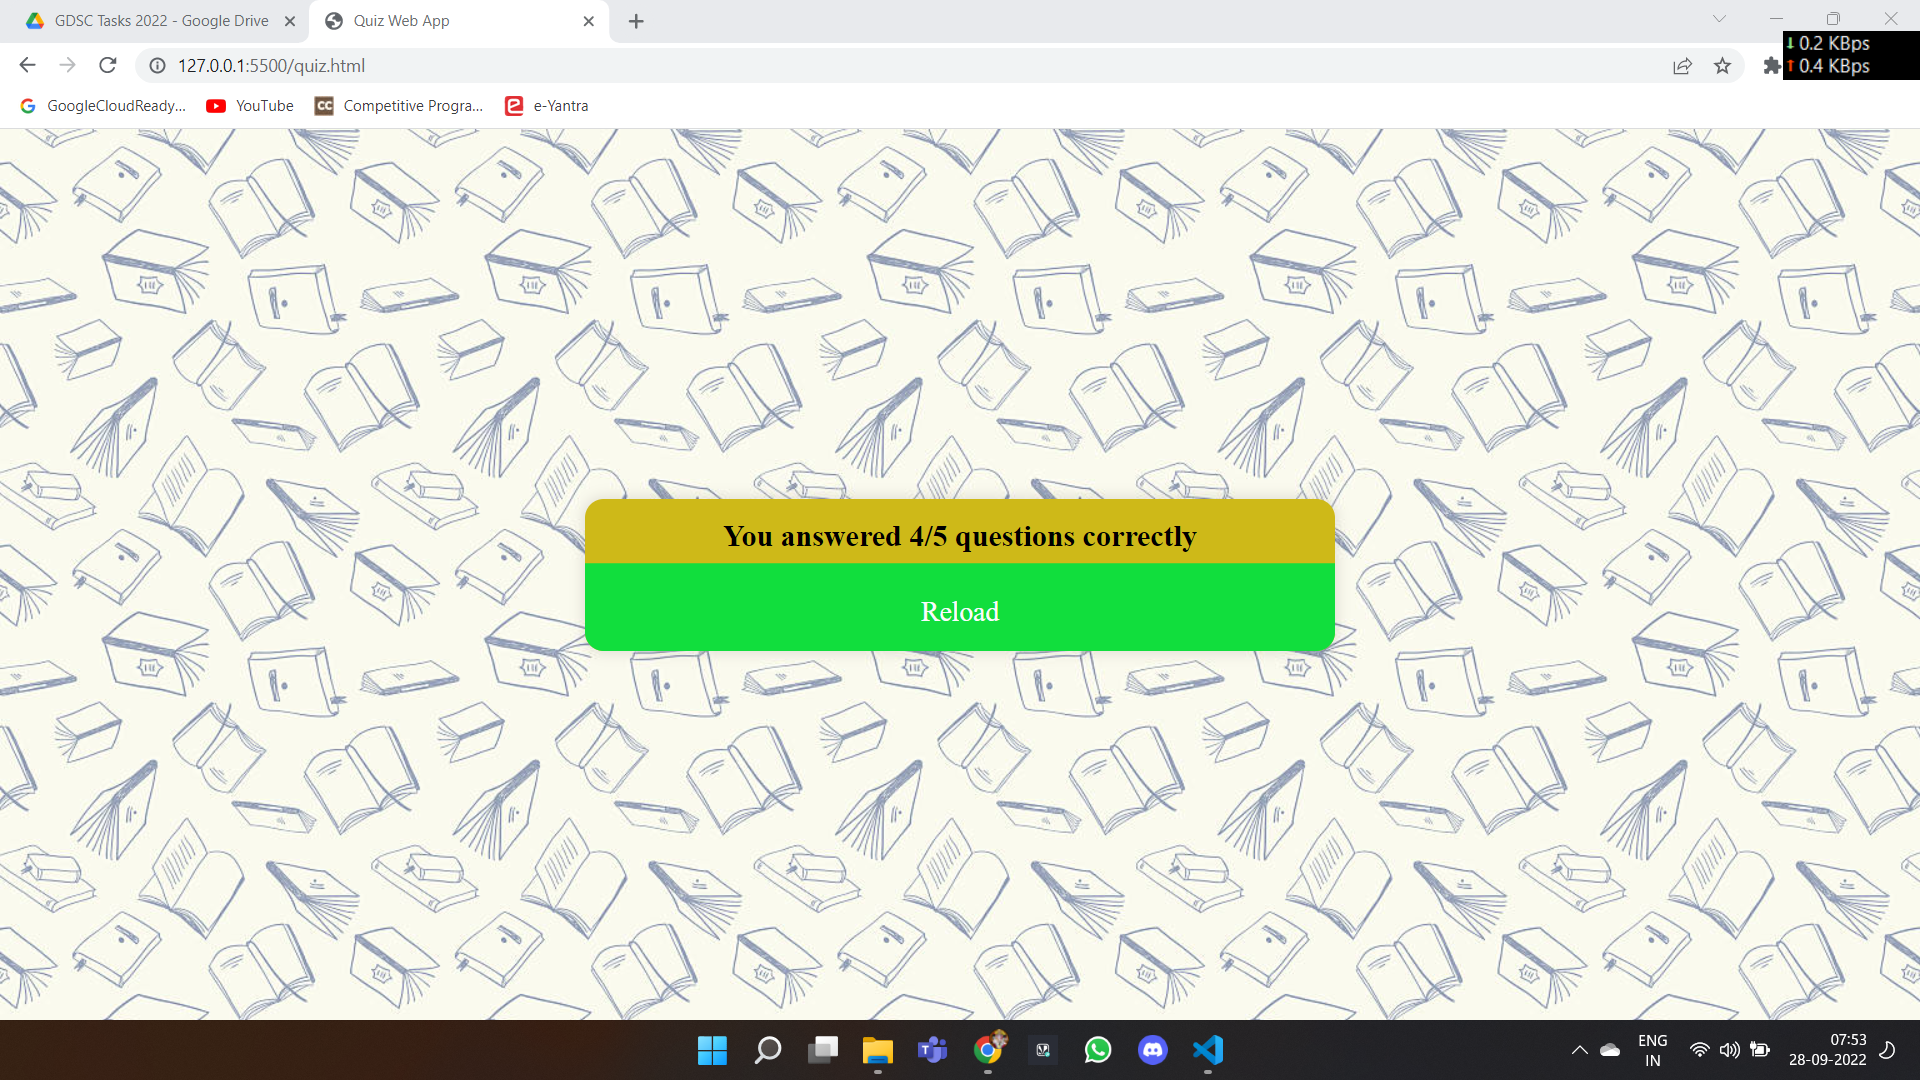 GDSC Tasks 2022 - Google Drive
Quiz Web App
127.0.0.1:5500/quiz.html
0.2 KBps
0.4 KBps
GoogleCloudReady...
YouTube
CC
Competitive Progra...
e-Yantra
You answered 4/5 questions correctly
Reload
ENG
IN
07:53
28-09-2022